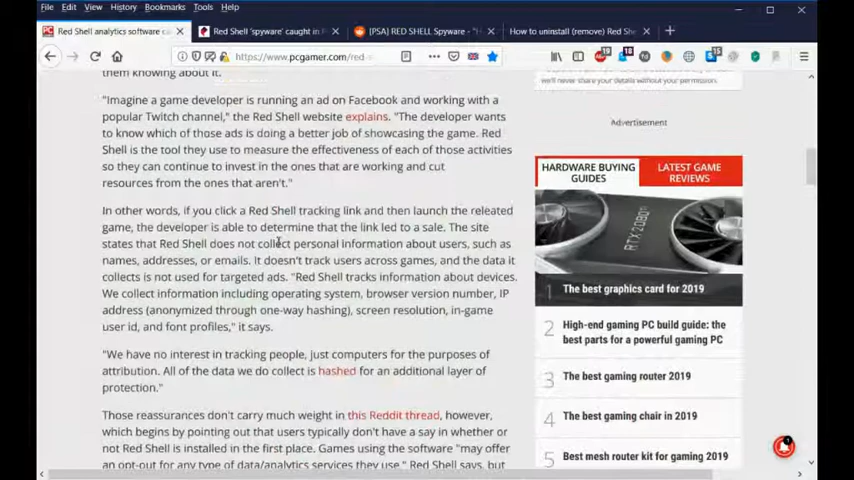 File Edit View History Bookmarks Tools Help
Red Shell analytics software ca
Red Shell 'spyware' caught in
[PSA] RED SHELL Spyware - "H
How to uninstall (remove) Red She
https://www.pcgamer.com/red-
them knowing about it.
"Imagine a game developer is running an ad on Facebook and working with a
popular Twitch channel," the Red Shell website explains. "The developer wants
to know which of those ads is doing a better job of showcasing the game. Red
Shell is the tool they use to measure the effectiveness of each of those activities
so they can continue to invest in the ones that are working and cut
resources from the ones that aren't."
In other words, if you click a Red Shell tracking link and then launch the releated
game, the developer is able to determine that the link led to a sale. The site
states that Red Shell does not collect personal information about users, such as
names, addresses, or emails. It doesn't track users across games, and the data it
collects is not used for targeted ads. "Red Shell tracks information about devices.
We collect information including operating system, browser version number, IP
address (anonymized through one-way hashing), screen resolution, in-game
user id, and font profiles," it says.
"We have no interest in tracking people, just computers for the purposes of
attribution. All of the data we do collect is hashed for an additional layer of
protection."
Those reassurances don't carry much weight in this Reddit thread, however,
which begins by pointing out that users typically don't have a say in whether or
not Red Shell is installed in the first place. Games using the software "may offer
an opt-out for any type of data/analytics services they use," Red Shell says, but
we'll never share your details without your permission.
Advertisement
HARDWARE BUYING
GUIDES
LATEST GAME
REVIEWS
RTX 2080
1 The best graphics card for 2019
2 High-end gaming PC build guide: the
best parts for a powerful gaming PC
3 The best gaming router 2019
4 The best gaming chair in 2019
5 Best mesh router kit for gaming 2019